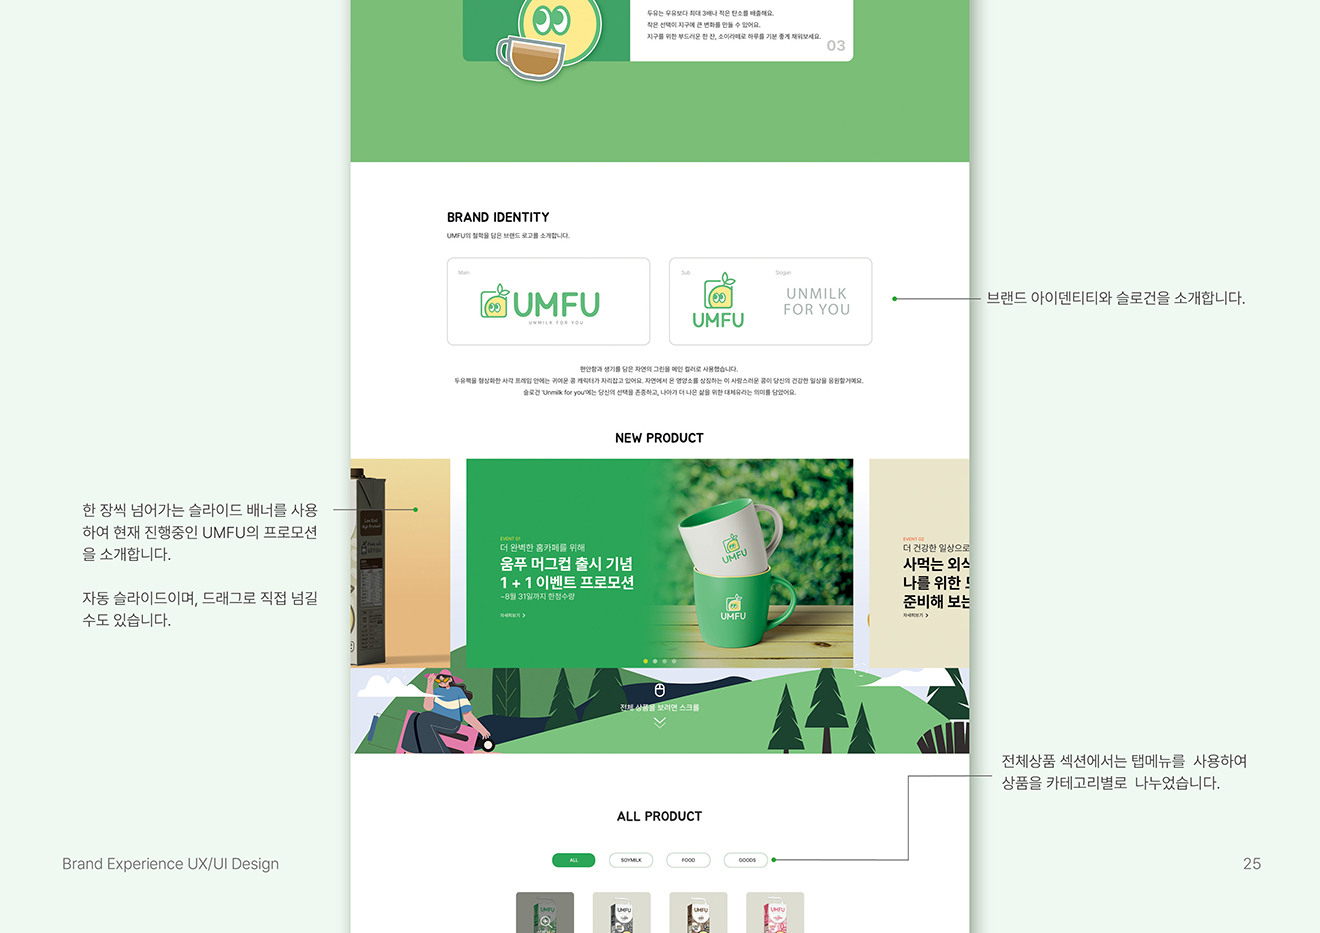 두유는 우유보다 최대 3배나 적은 탄소를 배출해요.
작은 선택이 지구에 큰 변화를 만들 수 있어요.
지구를 위한 부드러운 한 잔, 소이라떼로 하루를 기분 좋게 채워보세요.
03
BRAND IDENTITY
UMFU의 철학을 담은 브랜드 로고를 소개합니다.
Main
UMFU
UNMILK FOR YOU
Sub
UMFU
Slogan
UNMILK
FOR YOU
브랜드 아이덴티티와 슬로건을 소개합니다.
편안함과 생기를 담은 자연의 그린을 메인 컬러로 사용했습니다.
두유팩을 형상화한 사각 프레임 안에는 귀여운 콩 캐릭터가 자리잡고 있어요. 자연에서 온 영양소를 상징하는 이 사랑스러운 콩이 당신의 건강한 일상을 응원할거예요.
슬로건 'Unmilk for you'에는 당신의 선택을 존중하고, 나아가 더 나은 삶을 위한 대체유라는 의미를 담았어요.
NEW PRODUCT
한 장씩 넘어가는 슬라이드 배너를 사용
하여 현재 진행중인 UMFU의 프로모션
을 소개합니다.
자동 슬라이드이며, 드래그로 직접 넘길
수도 있습니다.
EVENT 01
더 완벽한 홈카페를 위해
움푸 머그컵 출시 기념
1 + 1 이벤트 프로모션
~8월 31일까지 한정수량
자세히보기
UMFU
UMFU
EVENT 02
더 건강한 일상으로
사먹는 외식
나를 위한
준비해 보는
자세히보기
전체 상품을 보려면 스크롤
전체상품 섹션에서는 탭메뉴를 사용하여
상품을 카테고리별로 나누었습니다.
ALL PRODUCT
ALL
SOYMILK
FOOD
GOODS
UMFU
UMFU
UMFU
UMFU
Brand Experience UX/UI Design
25